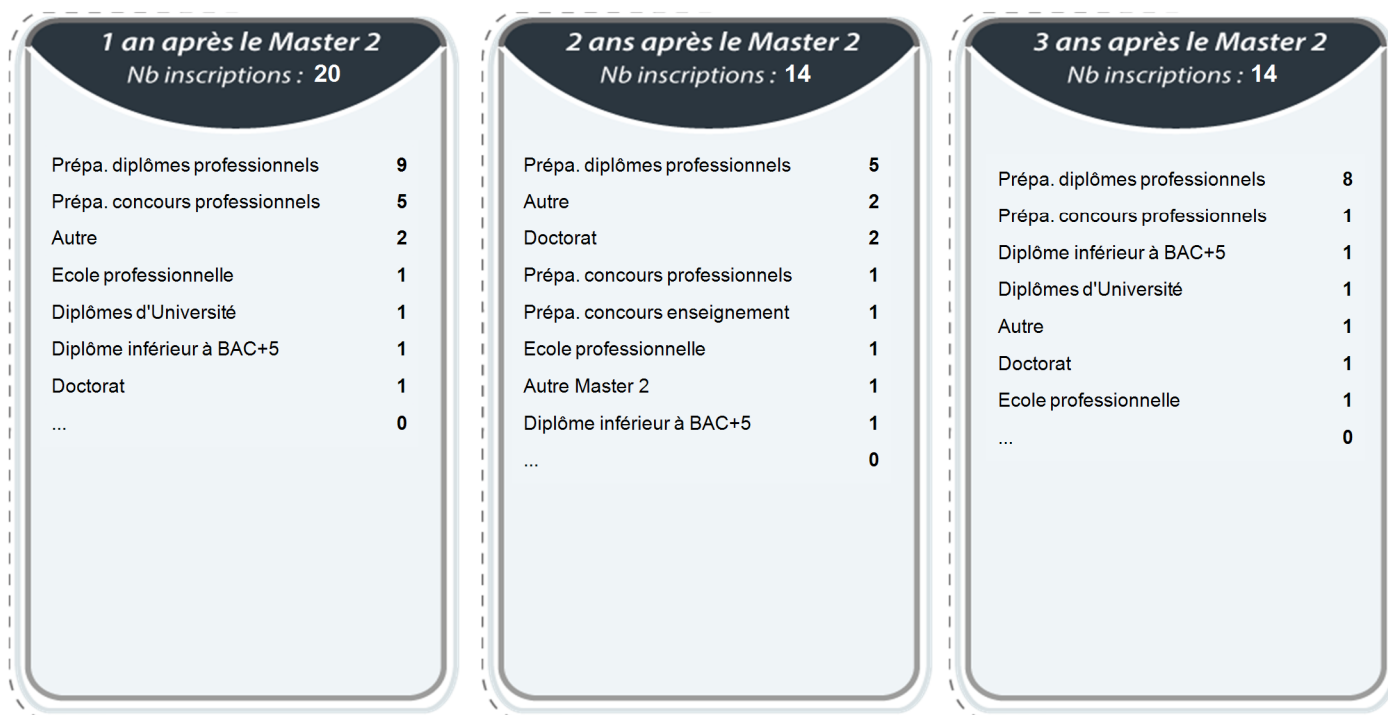 1 an après le Master 2
Nb inscriptions : 20
Prépa. diplômes professionnels 9
Prépa. concours professionnels 5
Autre 2
Ecole professionnelle 1
Diplômes d'Université 1
Diplôme inférieur à BAC+5 1
Doctorat 1
... 0
2 ans après le Master 2
Nb inscriptions : 14
Prépa. diplômes professionnels 5
Autre 2
Doctorat 2
Prépa. concours professionnels 1
Prépa. concours enseignement 1
Ecole professionnelle 1
Autre Master 2 1
Diplôme inférieur à BAC+5 1
... 0
3 ans après le Master 2
Nb inscriptions : 14
Prépa. diplômes professionnels 8
Prépa. concours professionnels 1
Diplôme inférieur à BAC+5 1
Diplômes d'Université 1
Autre 1
Doctorat 1
Ecole professionnelle 1
... 0